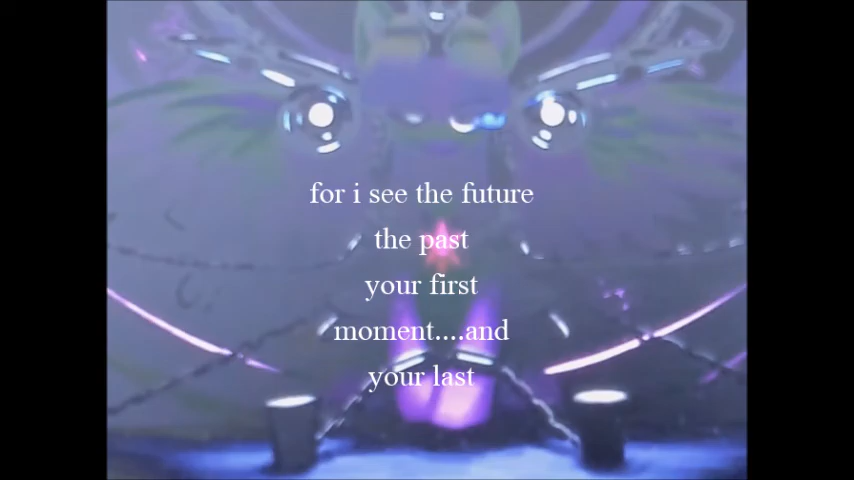 for i see the future
the past
your first
moment....and
your last